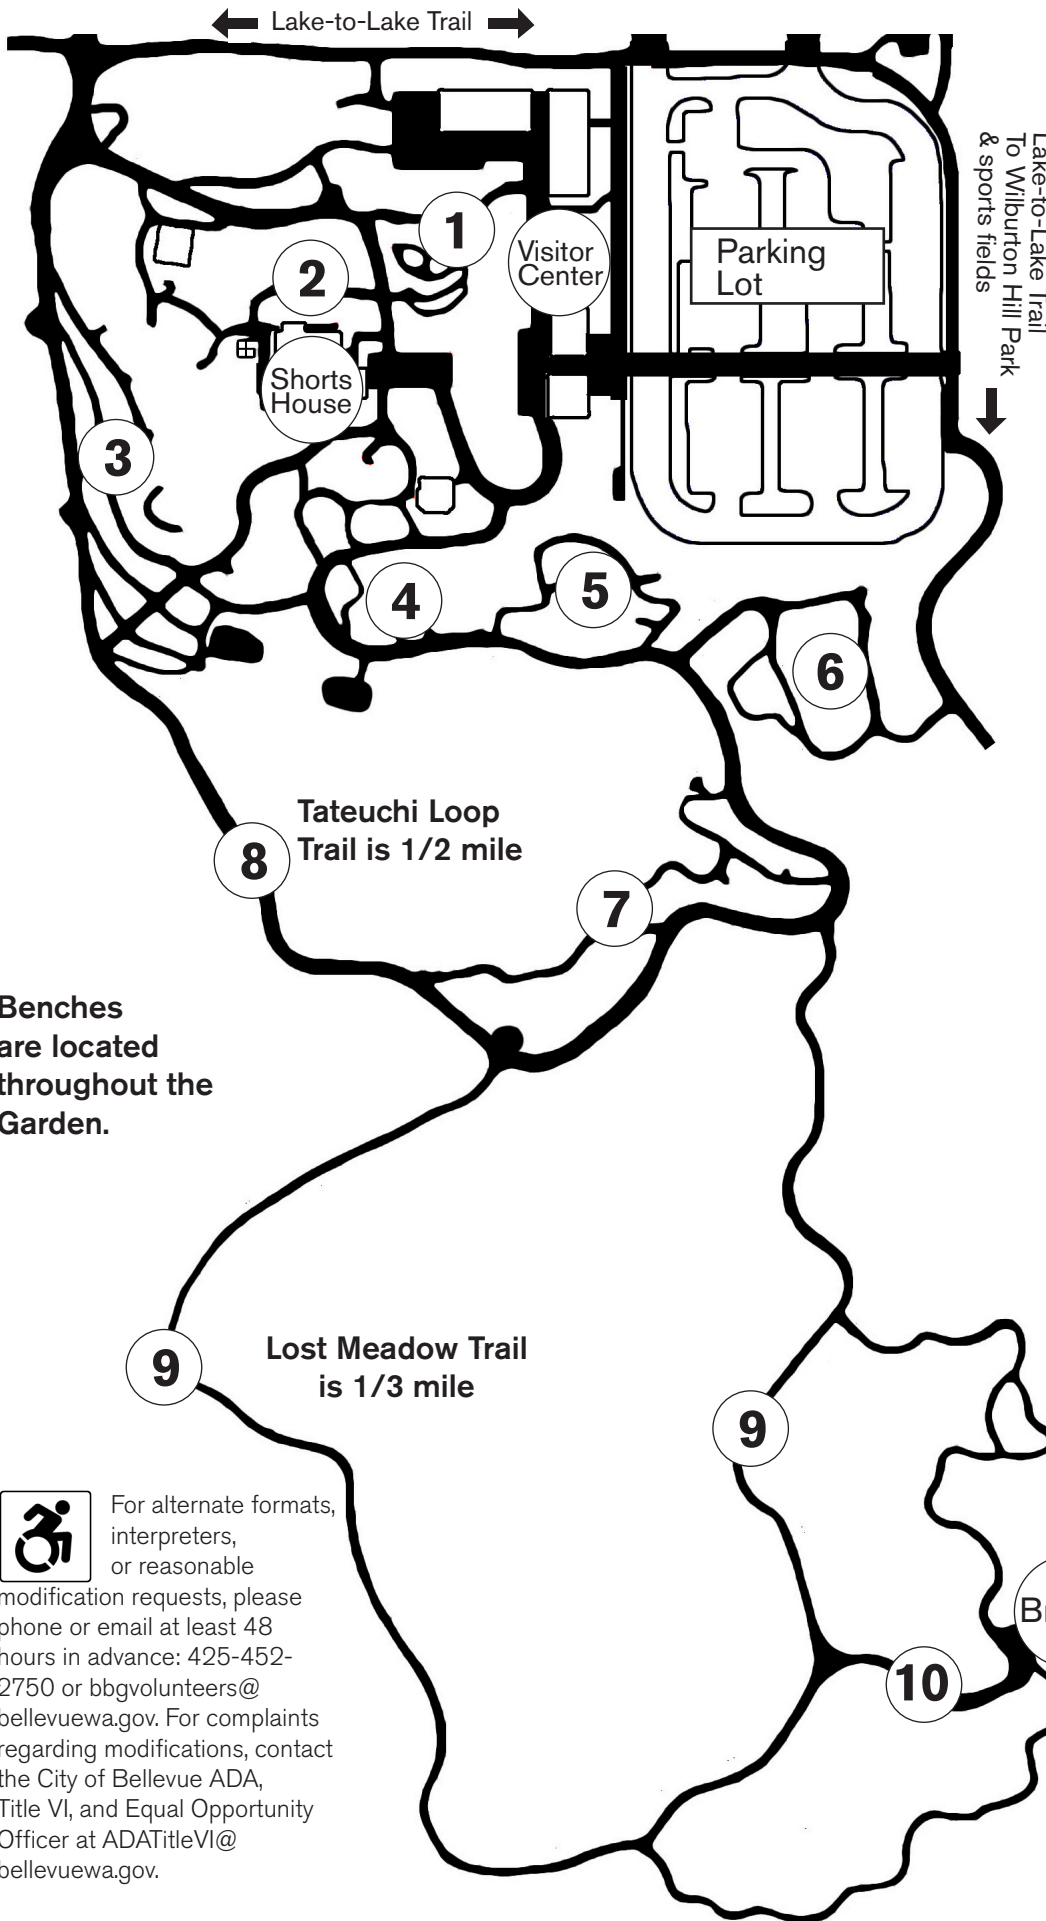 Lake-to-Lake Trail
Lake-to-Lake Trail
To Wilburton Hill Park
& sports fields
1
Visitor
Center
Parking
Lot
2
Shorts
House
3
4
5
6
Tateuchi Loop
Trail is 1/2 mile
8
7
Benches
are located
throughout the
Garden.
9
Lost Meadow Trail
is 1/3 mile
9
For alternate formats,
interpreters,
or reasonable
modification requests, please
phone or email at least 48
hours in advance: 425-452-
2750 or bbgvolunteers@
bellevuewa.gov. For complaints
regarding modifications, contact
the City of Bellevue ADA,
Title VI, and Equal Opportunity
Officer at ADATitleVI@
bellevuewa.gov.
10